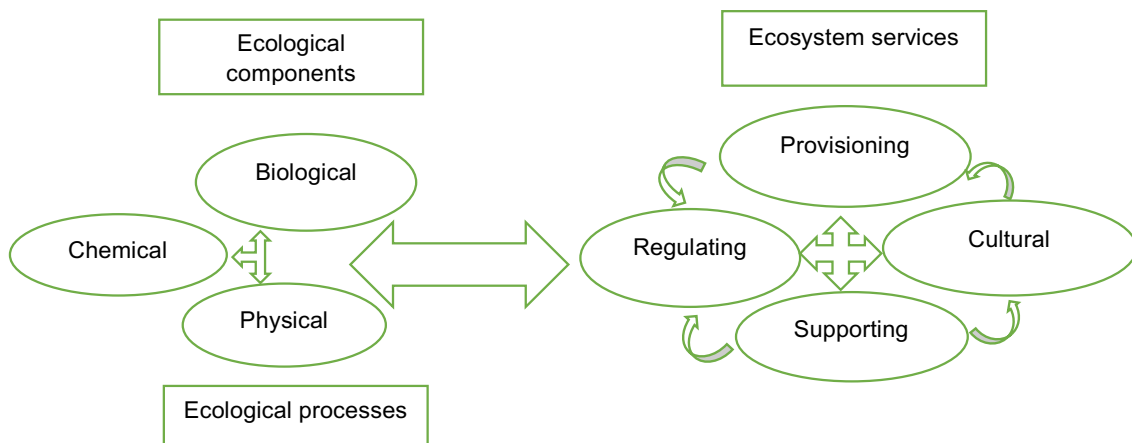 Ecological
components
Biological
Chemical
Physical
Ecological processes
Ecosystem services
Provisioning
Regulating
Cultural
Supporting